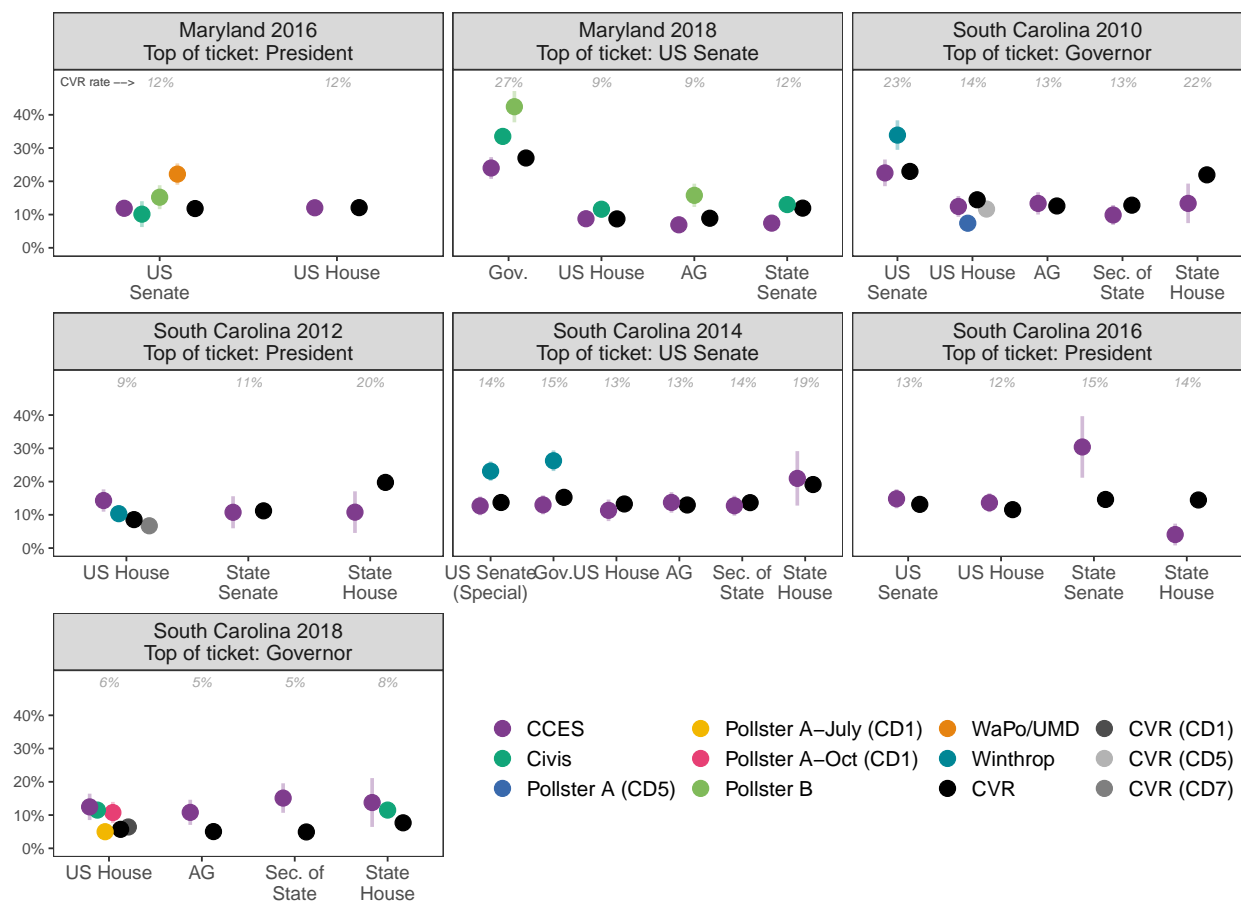 Maryland 2016
Top of ticket: President
Maryland 2018
Top of ticket: US Senate
South Carolina 2010
Top of ticket: Governor
CVR rate −−>
12%
12%
27%
9%
9%
12%
23%
14%
13%
13%
22%
40%
30%
20%
10%
0%
US
Senate
US House
Gov.
US House
AG
State
Senate
US
Senate
US House
AG
Sec. of
State
State
House
South Carolina 2012
Top of ticket: President
South Carolina 2014
Top of ticket: US Senate
South Carolina 2016
Top of ticket: President
9%
11%
20%
14%
15%
13%
13%
14%
19%
13%
12%
15%
14%
40%
30%
20%
10%
0%
US House
State
Senate
State
House
US Senate
(Special)
Gov.
US House
AG
Sec. of
State
State
House
US
Senate
US House
State
Senate
State
House
South Carolina 2018
Top of ticket: Governor
6%
5%
5%
8%
40%
30%
20%
10%
0%
US House
AG
Sec. of
State
State
House
CCES
Civis
Pollster A (CD5)
Pollster A−July (CD1)
Pollster A−Oct (CD1)
Pollster B
WaPo/UMD
Winthrop
CVR
CVR (CD1)
CVR (CD5)
CVR (CD7)